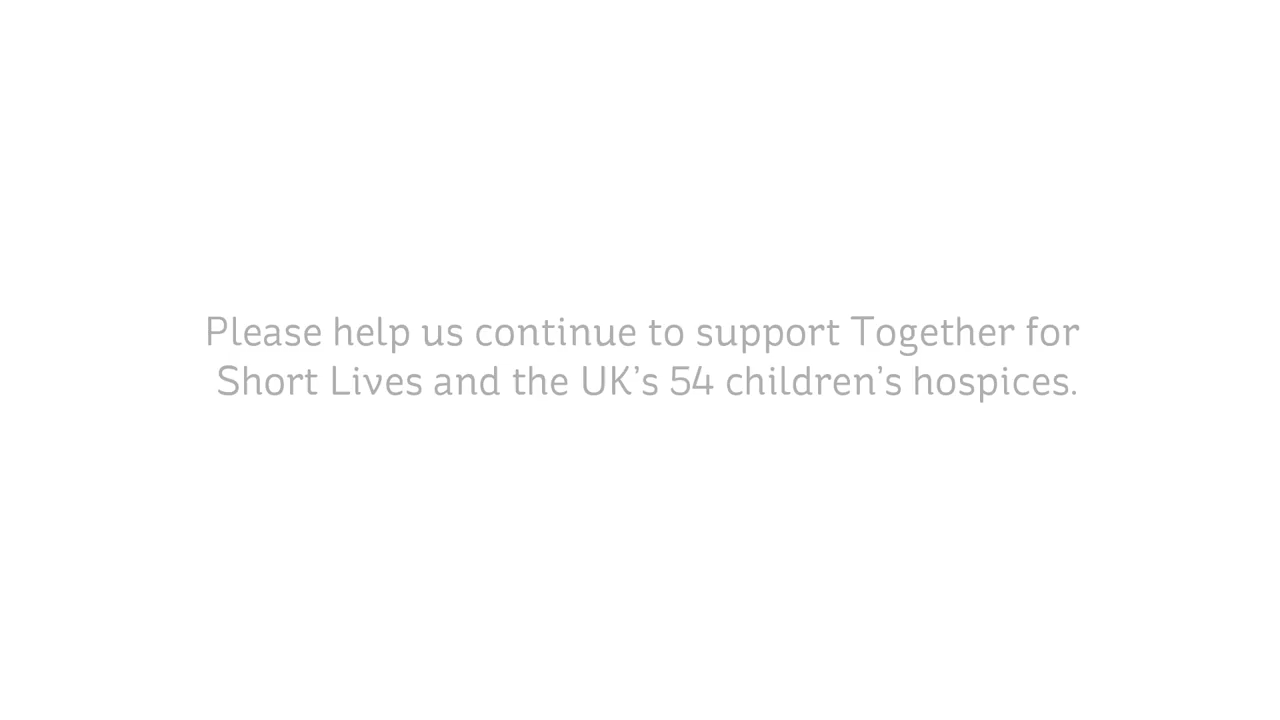 Please help us continue to support Together for
Short Lives and the UK’s 54 children’s hospices.